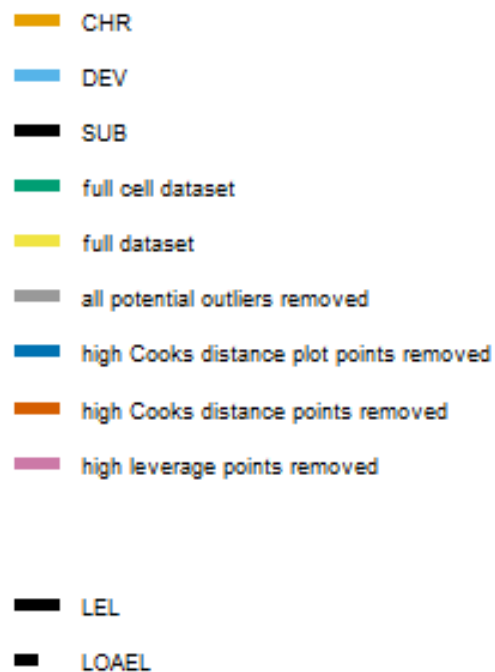 CHR
DEV
SUB
full cell dataset
full dataset
all potential outliers removed
high Cooks distance plot points removed
high Cooks distance points removed
high leverage points removed
LEL
LOAEL